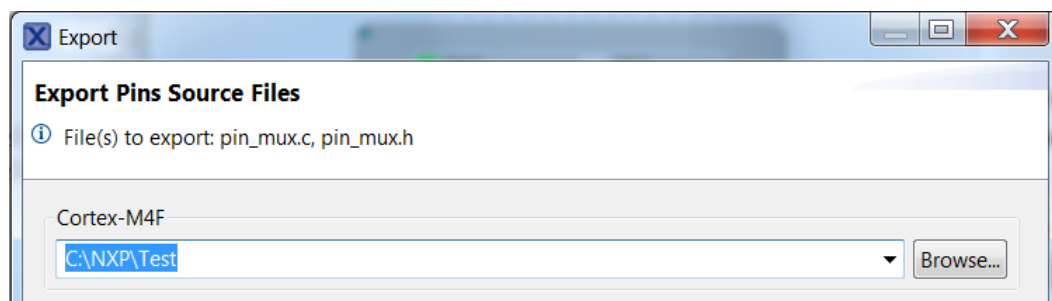 Export
Export Pins Source Files
File(s) to export: pin_mux.c, pin_mux.h
Cortex-M4F
C:\NXP\Test
Browse...